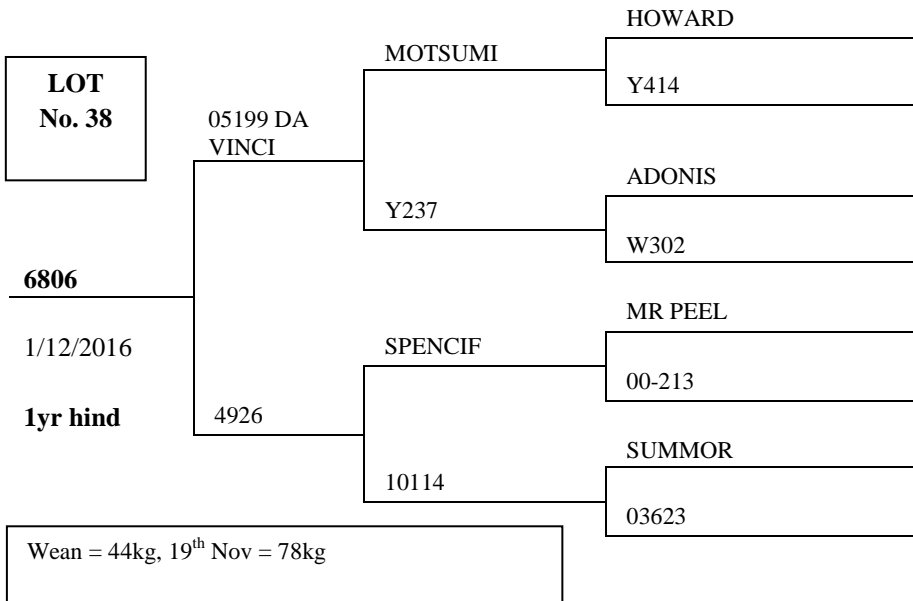 LOT
No. 38
HOWARD
MOTSUMI
Y414
05199 DA
VINCI
ADONIS
Y237
W302
6806
MR PEEL
1/12/2016
SPENCIF
00-213
1yr hind
4926
SUMMOR
10114
03623
Wean = 44kg, 19th Nov = 78kg